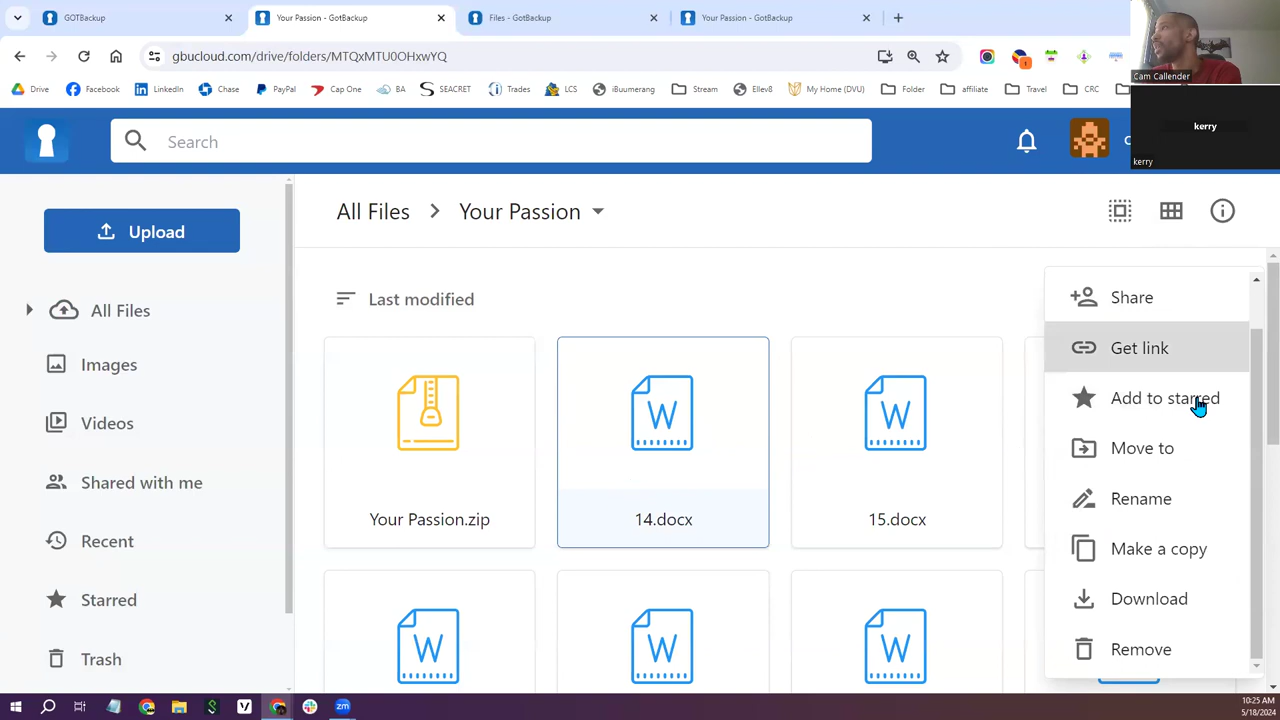 GOTBackup
Your Passion - GotBackup
Files - GotBackup
Your Passion - GotBackup
gbucloud.com/drive/folders/MTQxMTU0OHxwYQ
Drive
Facebook
LinkedIn
Chase
PayPal
Cap One
BA
SEACRET
Trades
LCS
iBuumerang
Stream
Ellev8
My Home (DVU)
Folder
affiliate
Travel
CRC
Cam Callender
kerry
kerry
Search
Upload
All Files
Images
Videos
Shared with me
Recent
Starred
Trash
All Files
Your Passion
Last modified
Your Passion.zip
14.docx
15.docx
W
W
W
W
W
Share
Get link
Add to starred
Move to
Rename
Make a copy
Download
Remove
10:25 AM
5/18/2024